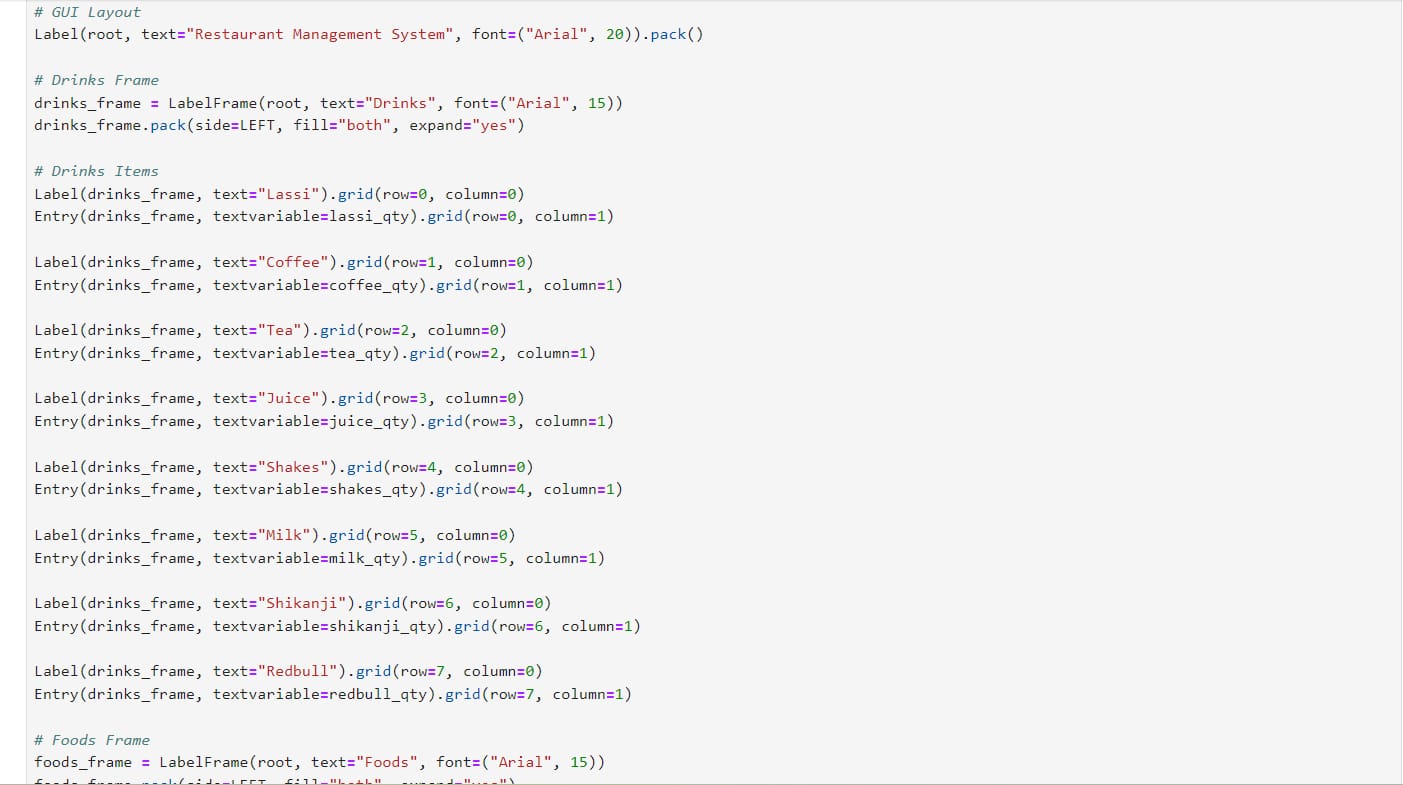 # GUI Layout
Label(root, text="Restaurant Management System", font=("Arial", 20)).pack()
# Drinks Frame
drinks_frame = LabelFrame(root, text="Drinks", font=("Arial", 15))
drinks_frame.pack(side=LEFT, fill="both", expand="yes")
# Drinks Items
Label(drinks_frame, text="Lassi").grid(row=0, column=0)
Entry(drinks_frame, textvariable=lassi_qty).grid(row=0, column=1)
Label(drinks_frame, text="Coffee").grid(row=1, column=0)
Entry(drinks_frame, textvariable=coffee_qty).grid(row=1, column=1)
Label(drinks_frame, text="Tea").grid(row=2, column=0)
Entry(drinks_frame, textvariable=tea_qty).grid(row=2, column=1)
Label(drinks_frame, text="Juice").grid(row=3, column=0)
Entry(drinks_frame, textvariable=juice_qty).grid(row=3, column=1)
Label(drinks_frame, text="Shakes").grid(row=4, column=0)
Entry(drinks_frame, textvariable=shakes_qty).grid(row=4, column=1)
Label(drinks_frame, text="Milk").grid(row=5, column=0)
Entry(drinks_frame, textvariable=milk_qty).grid(row=5, column=1)
Label(drinks_frame, text="Shikanji").grid(row=6, column=0)
Entry(drinks_frame, textvariable=shikanji_qty).grid(row=6, column=1)
Label(drinks_frame, text="Redbull").grid(row=7, column=0)
Entry(drinks_frame, textvariable=redbull_qty).grid(row=7, column=1)
# Foods Frame
foods_frame = LabelFrame(root, text="Foods", font=("Arial", 15))
foods_frame.pack(side=LEFT, fill="both", expand="yes")